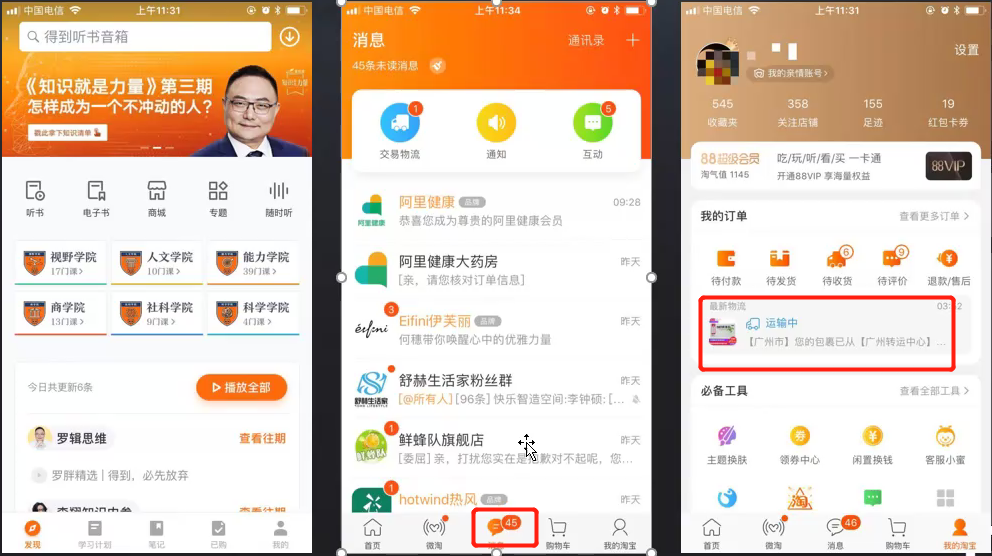 中国电信
上午11:31
得到听书音箱
《知识就是力量》第三期
怎样成为一个不冲动的人?
戳此拿下知识清单
听书
电子书
商城
专题
随时听
视野学院
17门课>
人文学院
10门课>
能力学院
39门课>
商学院
13门课>
社科学院
9门课>
科学学院
4门课>
今日共更新6条
播放全部
罗辑思维
查看往期
罗胖精选 | 得到,必先放弃
发现
学习计划
笔记
已购
我的
中国电信
上午11:34
消息
通讯录
45条未读消息
1
5
交易物流
通知
互动
阿里健康
品牌
09:28
恭喜您成为尊贵的阿里健康会员
阿里健康
阿里健康大药房
昨天
[亲,请您核对订单信息]
3
Eifini伊芙丽
品牌
昨天
eifini
何穗带你唤醒心中的优雅力量
舒赫生活家粉丝群
昨天
舒赫生活家
[@所有人] [96条] 快乐智造空间:李钟硕: [...
1
鲜蜂队旗舰店
昨天
[委屈] 亲,打扰您实在是抱歉对不起呢,您...
1
hotwind热风
品牌
昨天
45
首页
微淘
购物车
我的淘宝
中国电信
上午11:31
设置
我的亲情账号>
545
358
155
19
收藏夹
关注店铺
足迹
红包卡券
88超级会员
淘气值 1145
吃/玩/听/看/买 一卡通
开通88VIP 享海量权益
88VIP
我的订单
查看更多订单 >
6
9
待付款
待发货
待收货
待评价
退款/售后
最新物流
运输中
【广州市】您的包裹已从【广州转运中心】...
必备工具
查看全部工具 >
主题换肤
领券中心
闲置换钱
客服小蜜
淘
46
首页
微淘
消息
购物车
我的淘宝